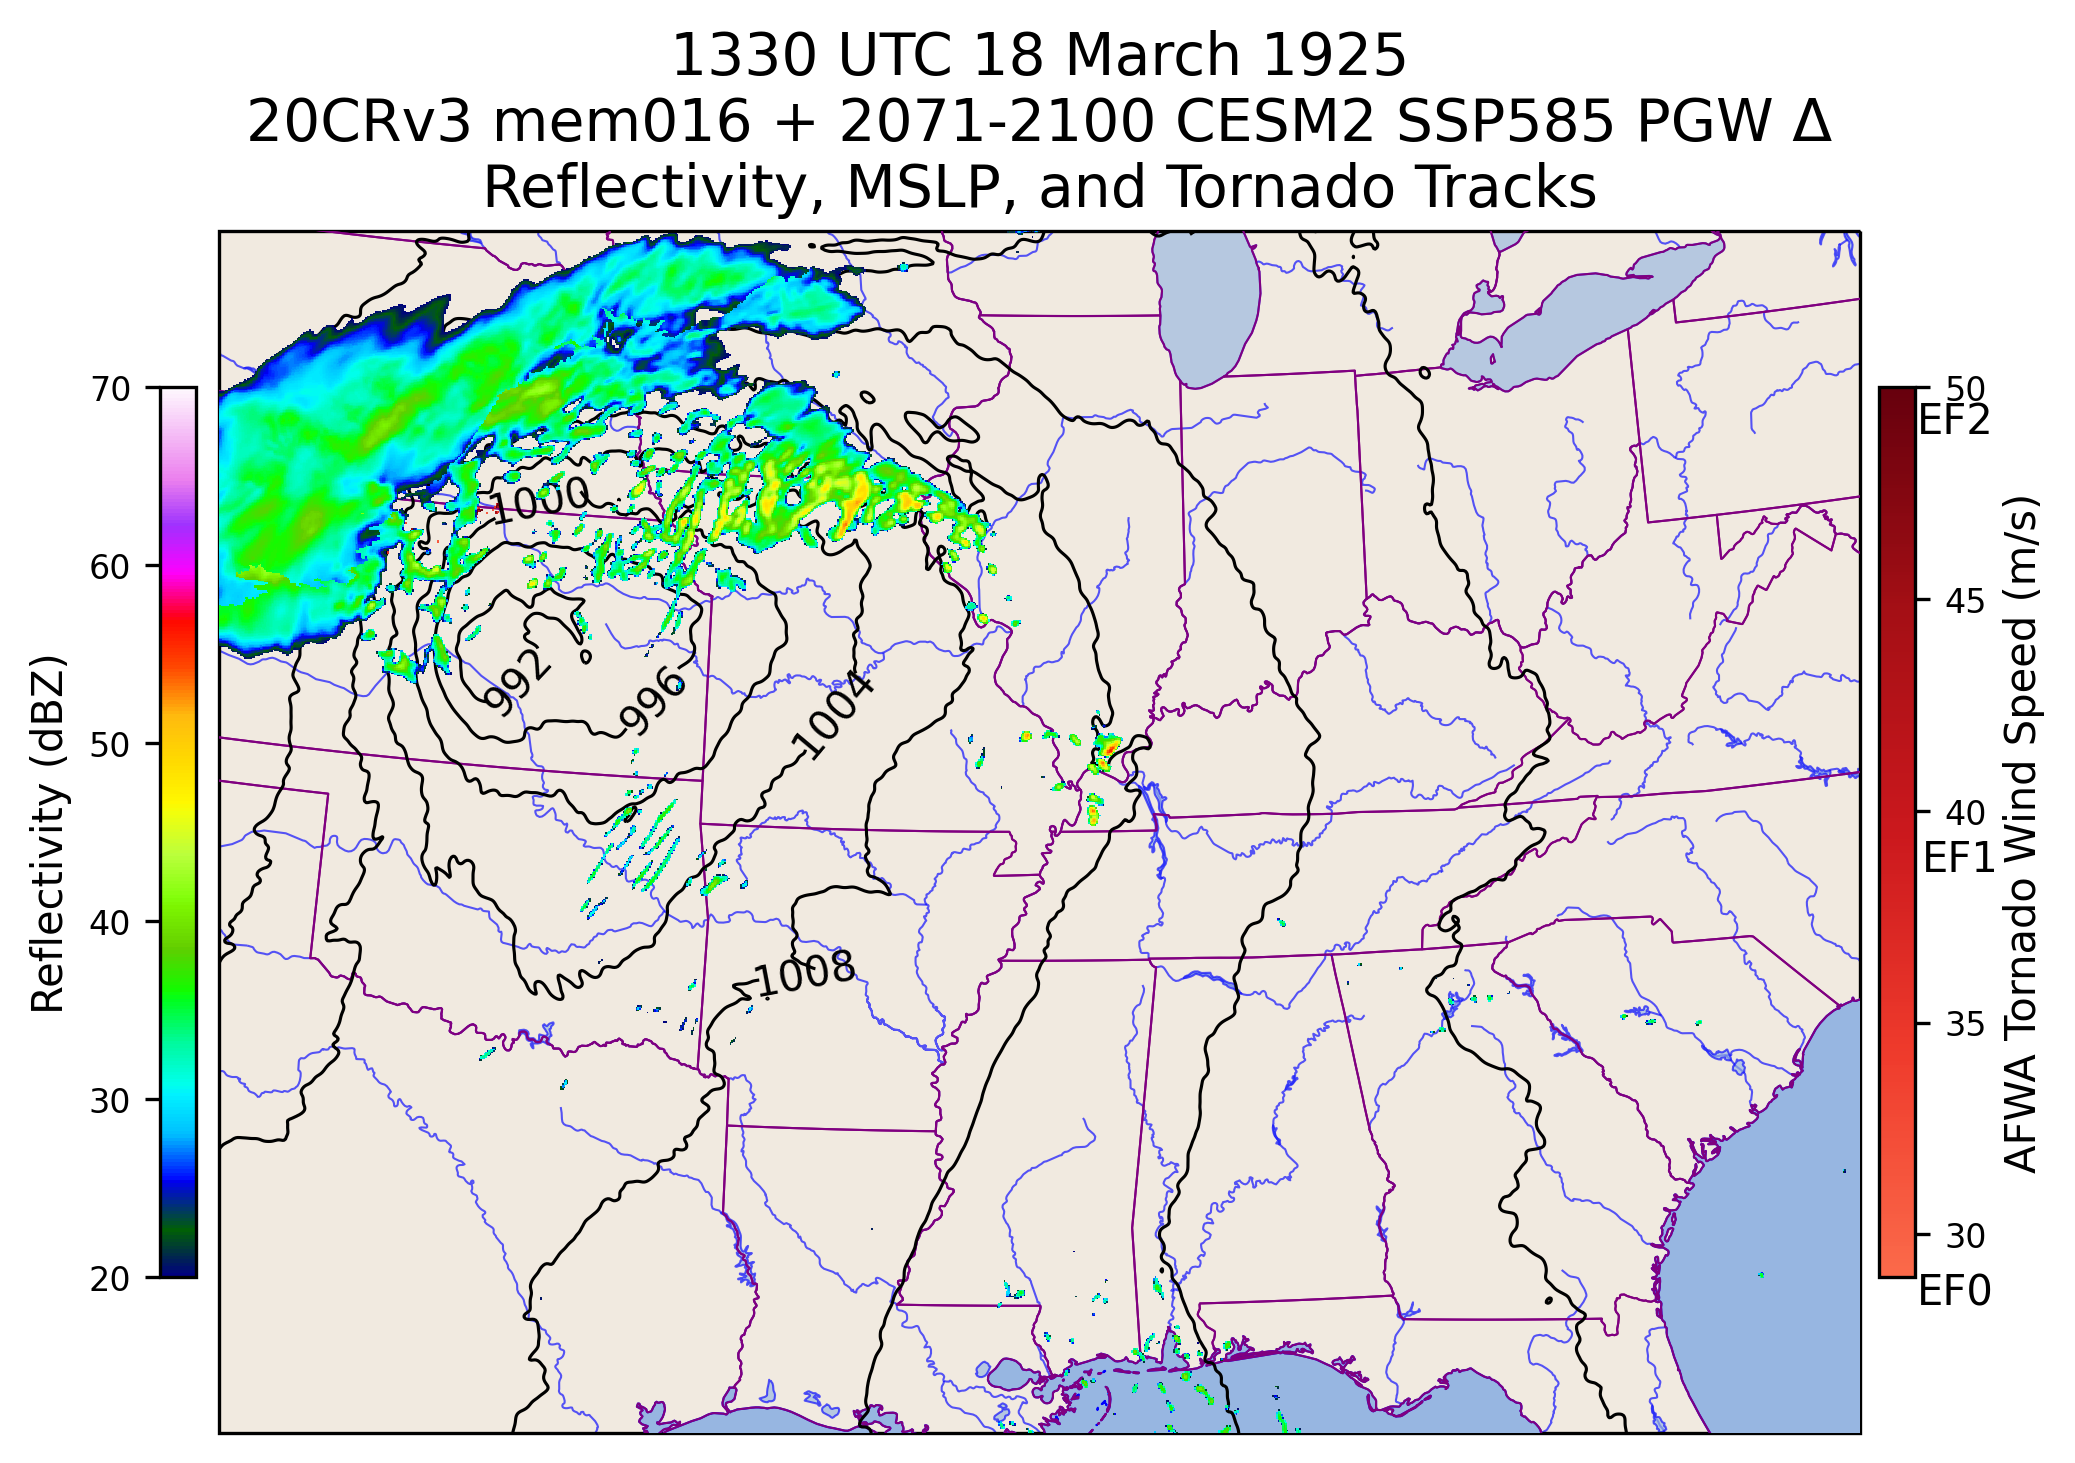 1330 UTC 18 March 1925
20CRv3 mem016 + 2071-2100 CESM2 SSP585 PGW Δ
Reflectivity, MSLP, and Tornado Tracks
Reflectivity (dBZ)
70
60
50
40
30
20
1000
992
996
1004
1008
50
EF2
45
40
EF1
35
30
EF0
AFWA Tornado Wind Speed (m/s)